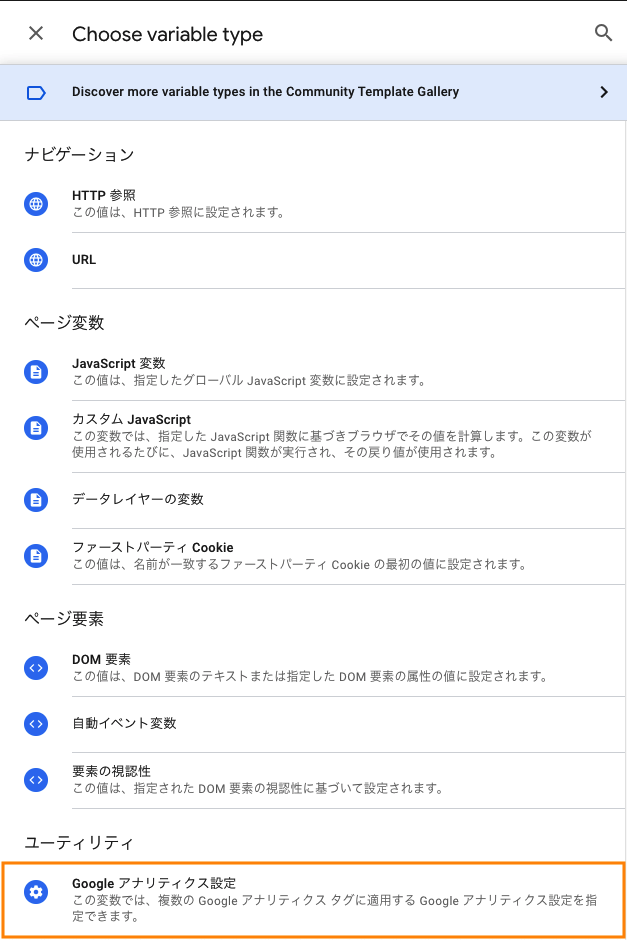 Choose variable type
Discover more variable types in the Community Template Gallery
ナビゲーション
HTTP 参照
この値は、HTTP 参照に設定されます。
URL
ページ変数
JavaScript 変数
この値は、指定したグローバル JavaScript 変数に設定されます。
カスタム JavaScript
この変数では、指定した JavaScript 関数に基づきブラウザでその値を計算します。この変数が
使用されるたびに、JavaScript 関数が実行され、その戻り値が使用されます。
データレイヤーの変数
ファーストパーティ Cookie
この値は、名前が一致するファーストパーティ Cookie の最初の値に設定されます。
ページ要素
DOM 要素
この値は、DOM 要素のテキストまたは指定した DOM 要素の属性の値に設定されます。
自動イベント変数
要素の視認性
この値は、指定された DOM 要素の視認性に基づいて設定されます。
ユーティリティ
Google アナリティクス設定
この変数では、複数の Google アナリティクス タグに適用する Google アナリティクス設定を指
定できます。